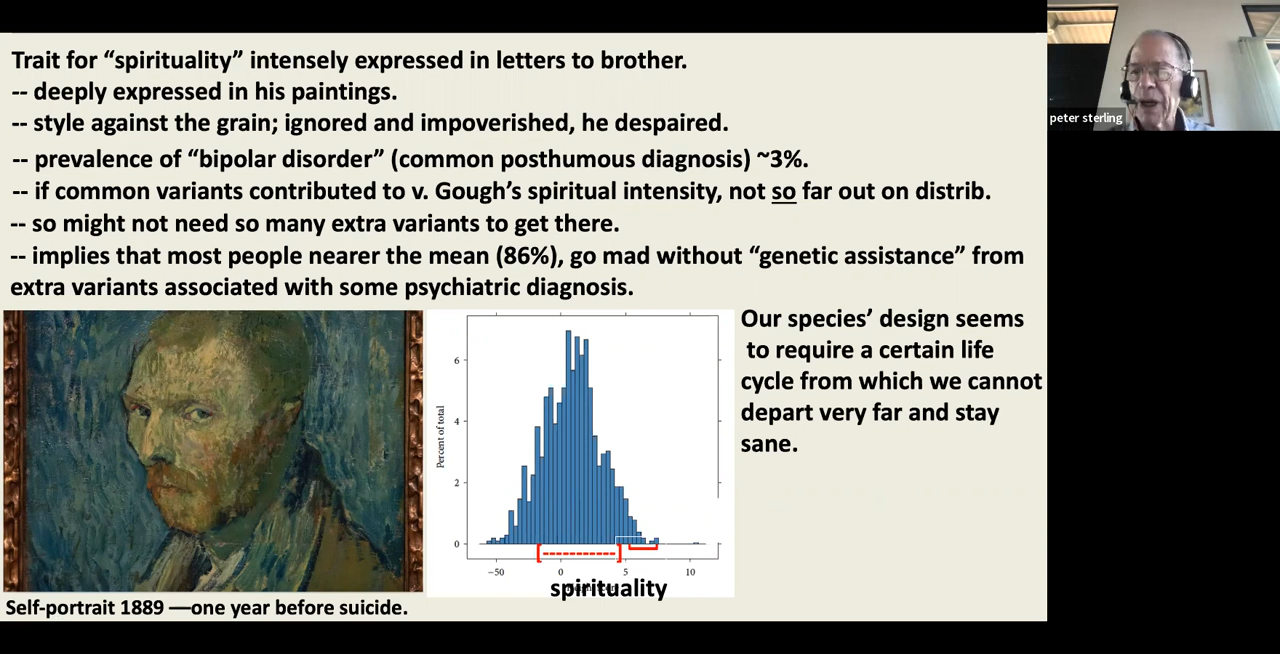 Trait for “spirituality” intensely expressed in letters to brother.
-- deeply expressed in his paintings.
-- style against the grain; ignored and impoverished, he despaired.
-- prevalence of “bipolar disorder” (common posthumous diagnosis) ~3%.
-- if common variants contributed to v. Gough’s spiritual intensity, not so far out on distrib.
-- so might not need so many extra variants to get there.
-- implies that most people nearer the mean (86%), go mad without “genetic assistance” from
extra variants associated with some psychiatric diagnosis.
peter sterling
Our species’ design seems
to require a certain life
cycle from which we cannot
depart very far and stay
sane.
Percent of total
6
4
2
0
−50
0
5
10
spirituality
Self-portrait 1889 —one year before suicide.